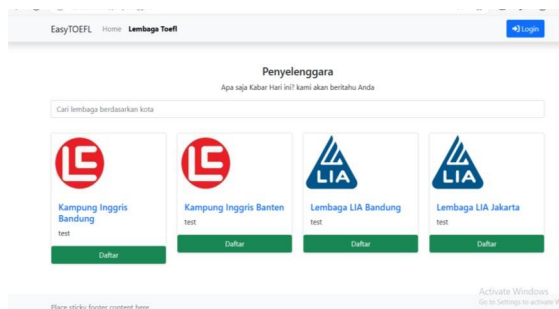 EasyTOEFL Home Lembaga Toefl Login
Penyelenggara
Apa saja Kabar Hari ini? kami akan beritahu Anda
Cari lembaga berdasarkan kota
LIA
LIA
Kampung Inggris
Bandung
test
Daftar
Kampung Inggris Banten
test
Daftar
Lembaga LIA Bandung
test
Daftar
Lembaga LIA Jakarta
test
Daftar
Activate Windows
Go to Settings to activate W
Place sticky footer content here.